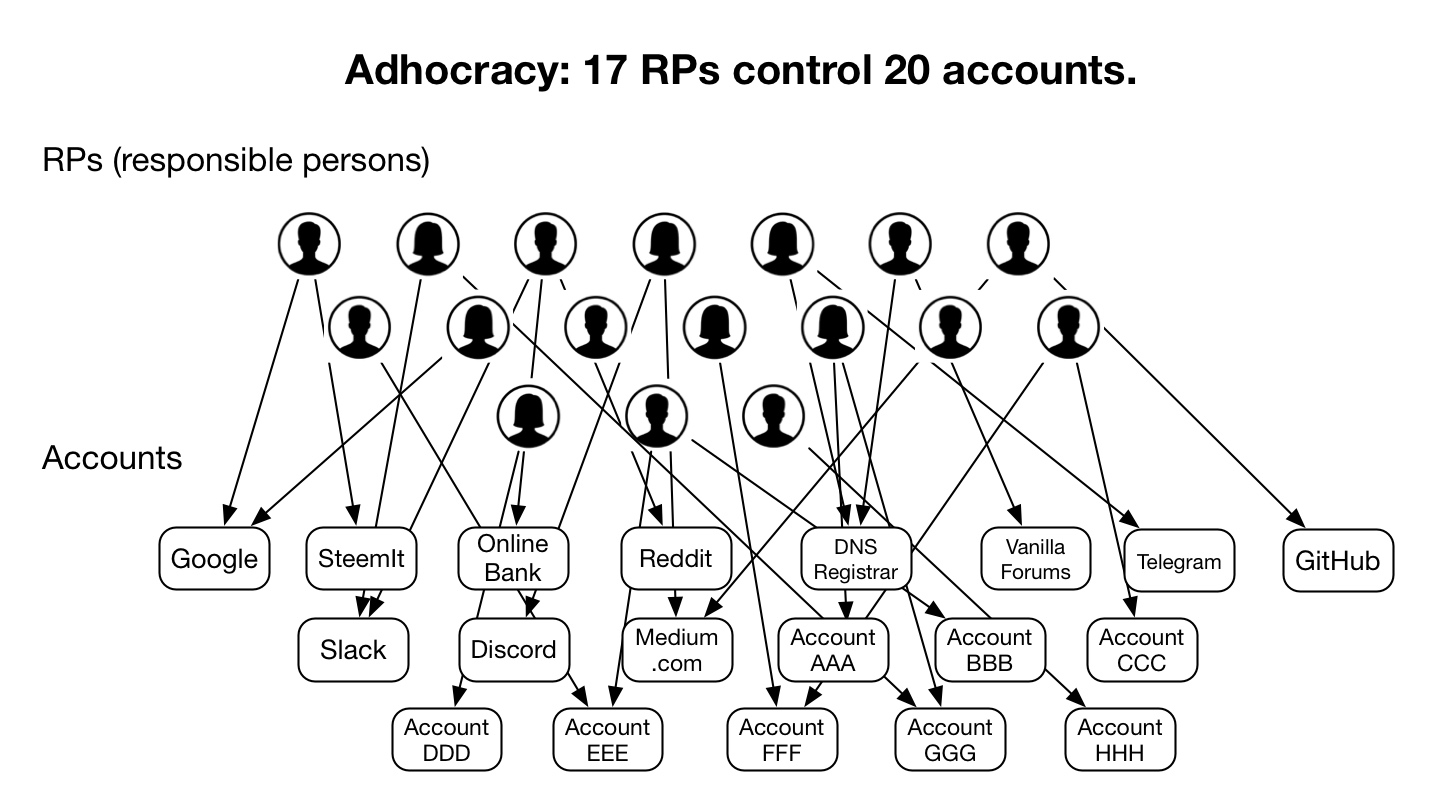 Adhocracy: 17 RPs control 20 accounts.
RPs (responsible persons)
Accounts
Google
SteemIt
Online
Bank
Reddit
DNS
Registrar
Vanilla
Forums
Telegram
GitHub
Slack
Discord
Medium
.com
Account
AAA
Account
BBB
Account
CCC
Account
DDD
Account
EEE
Account
FFF
Account
GGG
Account
HHH